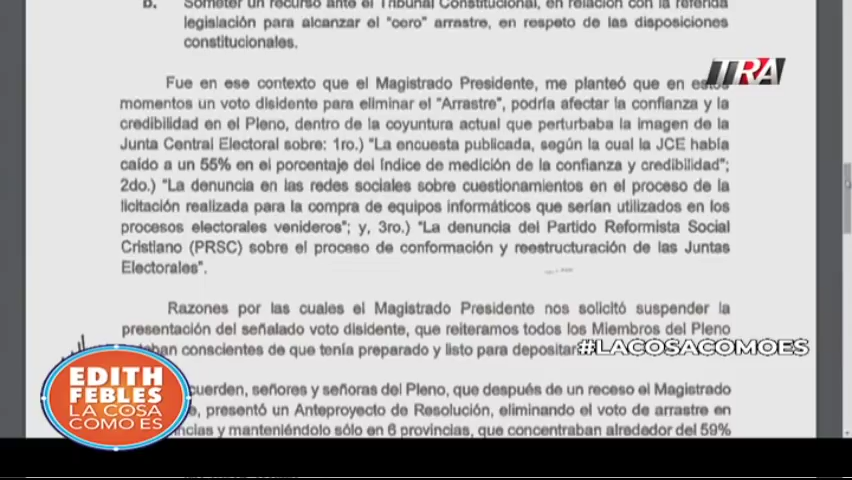 b. Someter un recurso ante el Tribunal Constitucional, en relación con la referida
legislación para alcanzar el "cero" arrastre, en respeto de las disposiciones
constitucionales.
Fue en ese contexto que el Magistrado Presidente, me planteó que en estos
momentos un voto disidente para eliminar el "Arrastre", podría afectar la confianza y la
credibilidad en el Pleno, dentro de la coyuntura actual que perturbaba la imagen de la
Junta Central Electoral sobre: 1ro.) "La encuesta publicada, según la cual la JCE había
caído a un 55% en el porcentaje del índice de medición de la confianza y credibilidad";
2do.) "La denuncia en las redes sociales sobre cuestionamientos en el proceso de la
licitación realizada para la compra de equipos informáticos que serían utilizados en los
procesos electorales venideros"; y, 3ro.) "La denuncia del Partido Reformista Social
Cristiano (PRSC) sobre el proceso de conformación y reestructuración de las Juntas
Electorales".
Razones por las cuales el Magistrado Presidente nos solicitó suspender la
presentación del señalado voto disidente, que reiteramos todos los Miembros del Pleno
conscientes de que tenía preparado y listo para
cuerden, señores y señoras del Pleno, que después de un receso el Magistrado
presentó un Anteproyecto de Resolución, eliminando el voto de arrastre en
y manteniéndolo sólo en 6 provincias, que concentraban alrededor del 59%
TRA
#LACOSACOMOES
EDITH
FEBLES
LA COSA
COMO ES